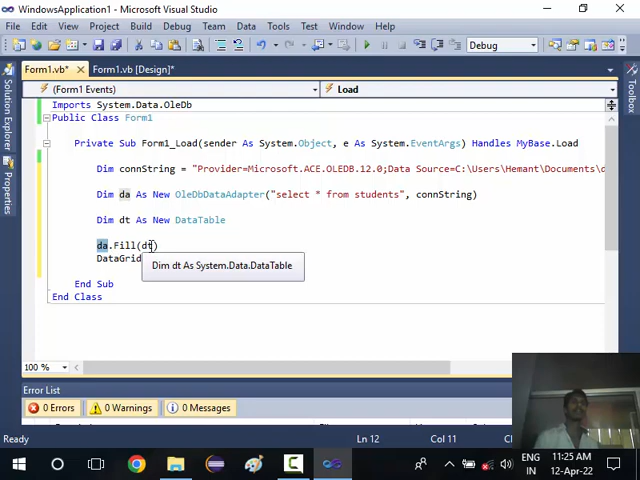 WindowsApplication1 - Microsoft Visual Studio
File Edit View Project Build Debug Team Data Tools Test Window Help
Debug
Form1.vb* Form1.vb [Design]*
(Form1 Events) Load
Imports System.Data.OleDb
Public Class Form1
Private Sub Form1_Load(sender As System.Object, e As System.EventArgs) Handles MyBase.Load
Dim connString = "Provider=Microsoft.ACE.OLEDB.12.0;Data Source=C:\Users\Hemant\Documents\d
Dim da As New OleDbDataAdapter("select * from students", connString)
Dim dt As New DataTable
da.Fill(dt)
DataGrid
Dim dt As System.Data.DataTable
End Sub
End Class
Solution Explorer
Properties
Toolbox
100 %
Error List
0 Errors 0 Warnings 0 Messages
Ready Ln 12 Col 11
ENG
IN
11:25 AM
12-Apr-22